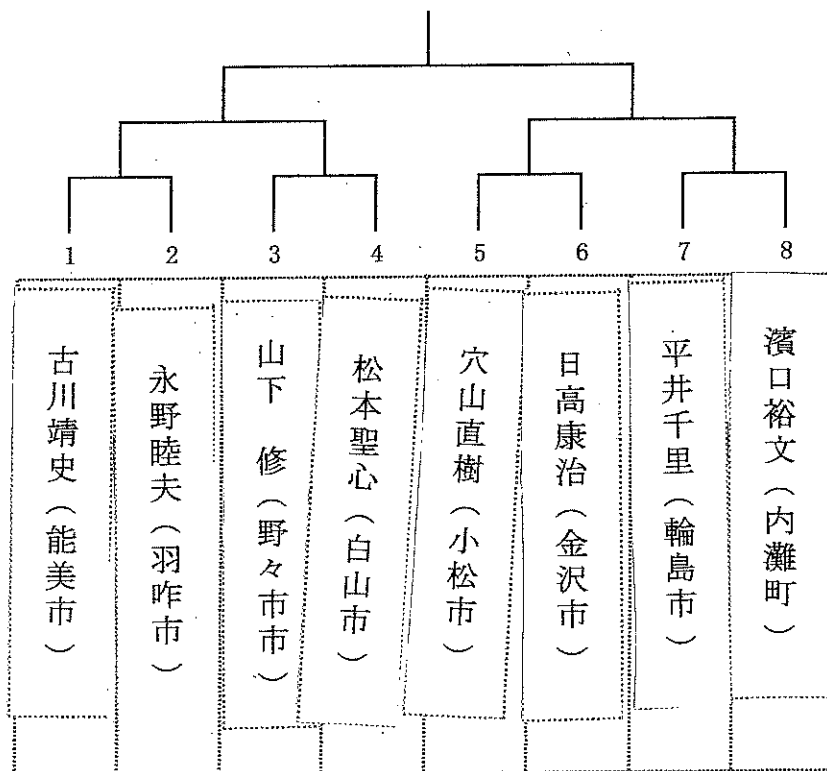 1 2 3 4 5 6 7 8
古川靖史（能美市）
永野睦夫（羽咋市）
山下　修（野々市市）
松本聖心（白山市）
穴山直樹（小松市）
日高康治（金沢市）
平井千里（輪島市）
濱口裕文（内灘町）